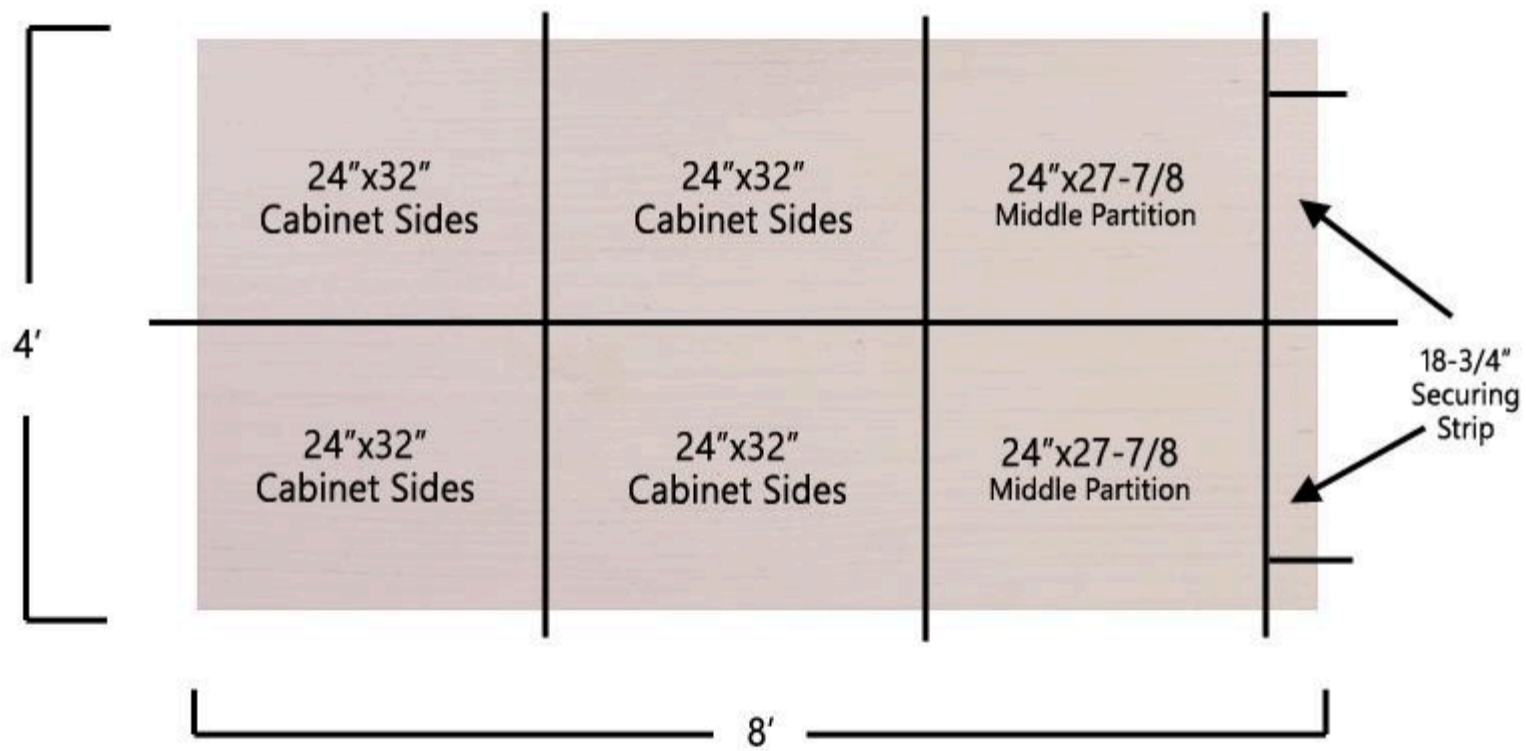 24"x32"
Cabinet Sides
24"x32"
Cabinet Sides
24"x27-7/8
Middle Partition
4'
18-3/4"
Securing
Strip
24"x32"
Cabinet Sides
24"x32"
Cabinet Sides
24"x27-7/8
Middle Partition
8'